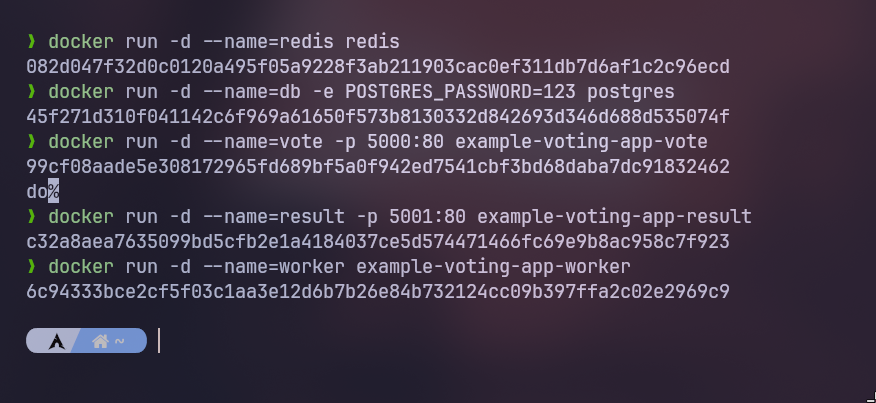 ❯ docker run -d --name=redis redis
082d047f32d0c0120a495f05a9228f3ab211903cac0ef311db7d6af1c2c96ecd
❯ docker run -d --name=db -e POSTGRES_PASSWORD=123 postgres
45f271d310f041142c6f969a61650f573b8130332d842693d346d688d535074f
❯ docker run -d --name=vote -p 5000:80 example-voting-app-vote
99cf08aade5e308172965fd689bf5a0f942ed7541cbf3bd68daba7dc91832462
do%
❯ docker run -d --name=result -p 5001:80 example-voting-app-result
c32a8aea7635099bd5cfb2e1a4184037ce5d574471466fc69e9b8ac958c7f923
❯ docker run -d --name=worker example-voting-app-worker
6c94333bce2cf5f03c1aa3e12d6b7b26e84b732124cc09b397ffa2c02e2969c9
~